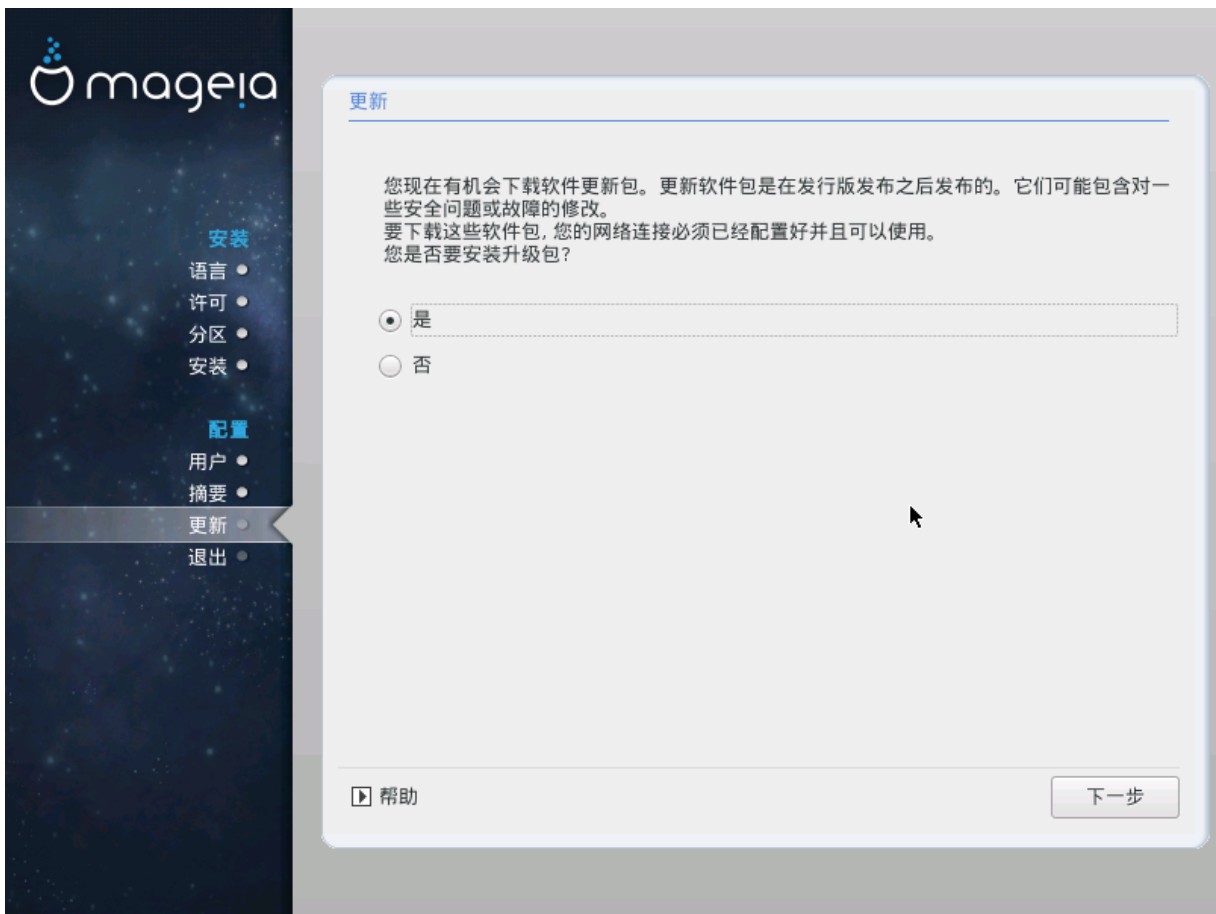 mageia
安装
语言
许可
分区
安装
配置
用户
摘要
更新
退出
更新
您现在有机会下载软件更新包。更新软件包是在发行版发布之后发布的。它们可能包含对一
些安全问题或故障的修改。
要下载这些软件包, 您的网络连接必须已经配置好并且可以使用。
您是否要安装升级包?
是
否
帮助
下一步